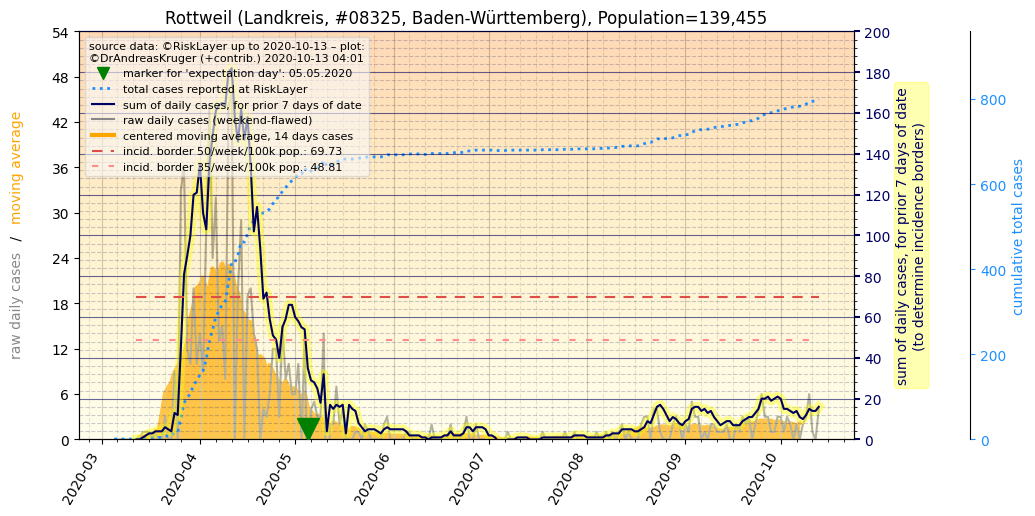 Rottweil (Landkreis, #08325, Baden-Württemberg), Population=139,455
source data: ©RiskLayer up to 2020-10-13 – plot:
©DrAndreasKruger (+contrib.) 2020-10-13 04:01
marker for 'expectation day': 05.05.2020
total cases reported at RiskLayer
sum of daily cases, for prior 7 days of date
raw daily cases (weekend-flawed)
centered moving average, 14 days cases
incid. border 50/week/100k pop.: 69.73
incid. border 35/week/100k pop.: 48.81
raw daily cases / moving average
54
48
42
36
30
24
18
12
6
0
2020-03
2020-04
2020-05
2020-06
2020-07
2020-08
2020-09
2020-10
200
180
160
140
120
100
80
60
40
20
0
sum of daily cases, for prior 7 days of date
(to determine incidence borders)
800
600
400
200
0
cumulative total cases